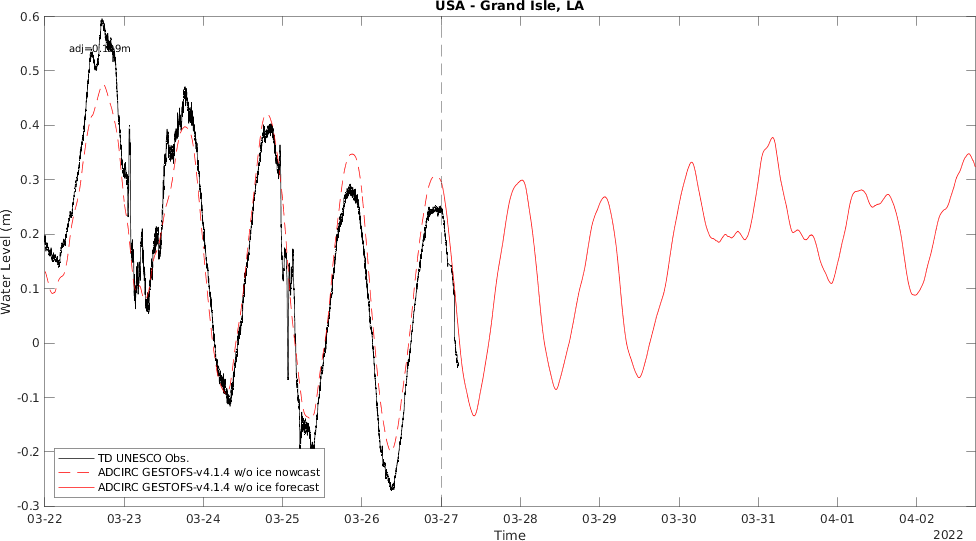 USA - Grand Isle, LA
0.6
0.5
0.4
0.3
0.2
0.1
0
-0.1
-0.2
-0.3
Water Level (m)
TD UNESCO Obs.
ADCIRC GESTOFS-v4.1.4 w/o ice nowcast
ADCIRC GESTOFS-v4.1.4 w/o ice forecast
03-22 03-23 03-24 03-25 03-26 03-27 03-28 03-29 03-30 03-31 04-01 04-02
Time
2022